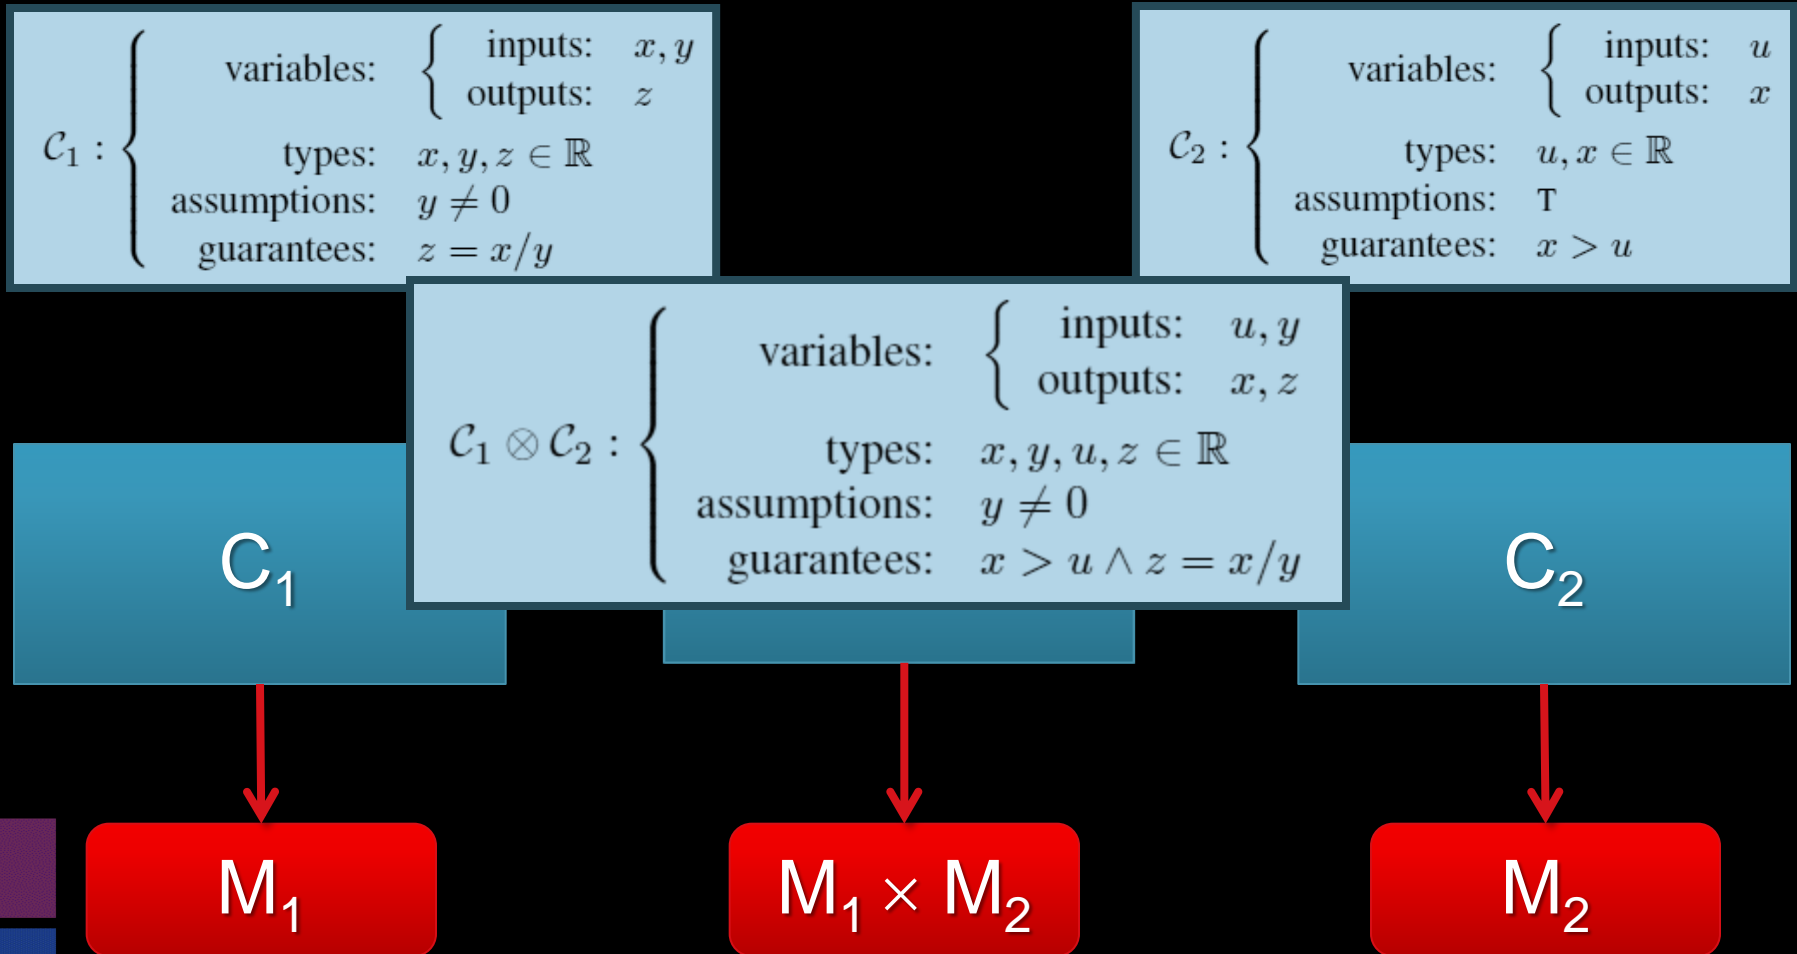 C₁ :
variables: { inputs: x, y
outputs: z
types: x, y, z ∈ ℝ
assumptions: y ≠ 0
guarantees: z = x/y
C₂ :
variables: { inputs: u
outputs: x
types: u, x ∈ ℝ
assumptions: T
guarantees: x > u
C₁ ⊗ C₂ :
variables: { inputs: u, y
outputs: x, z
types: x, y, u, z ∈ ℝ
assumptions: y ≠ 0
guarantees: x > u ∧ z = x/y
C₁
C₂
M₁
M₁ × M₂
M₂